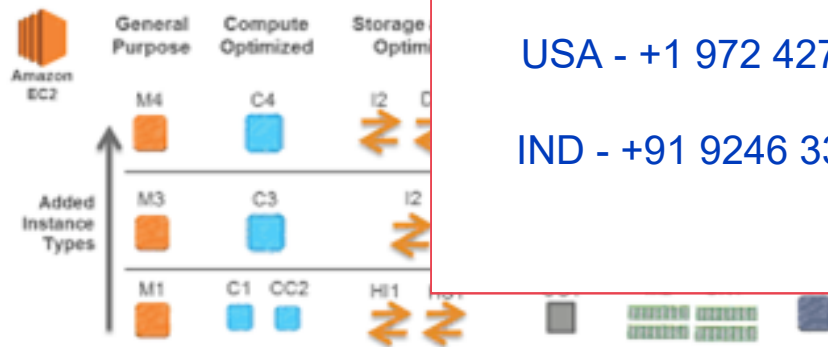 General Purpose
Compute Optimized
Storage
Optim
USA - +1 972 427
IND - +91 9246 33
Amazon
EC2
M4
C4
I2
Added
Instance
Types
M3
C3
I2
M1
C1
CC2
HI1